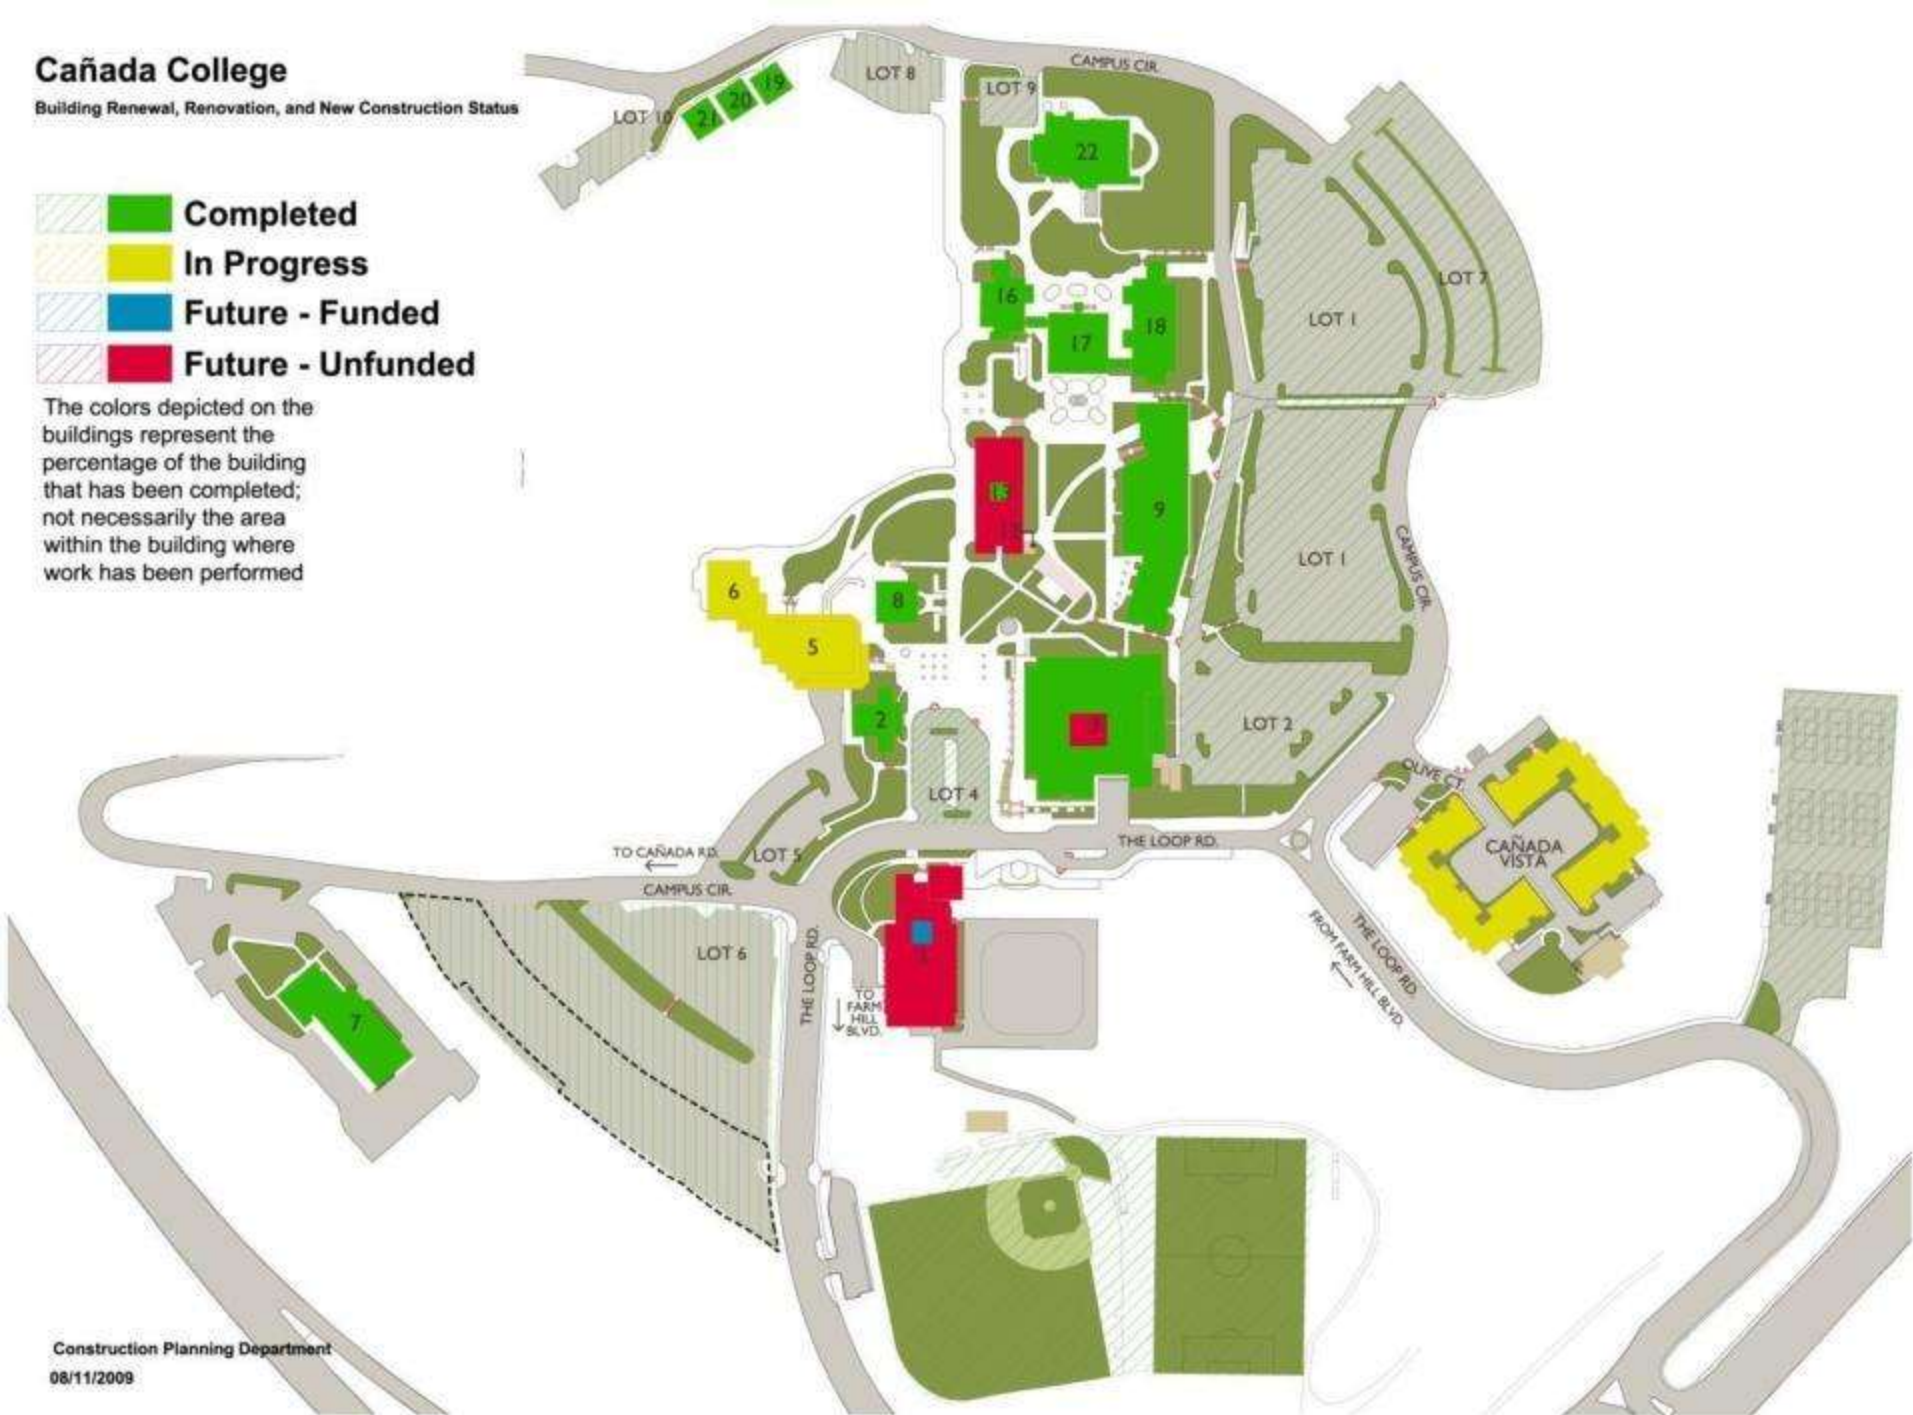 Cañada College
Building Renewal, Renovation, and New Construction Status
Completed
In Progress
Future - Funded
Future - Unfunded
The colors depicted on the
buildings represent the
percentage of the building
that has been completed;
not necessarily the area
within the building where
work has been performed
CAMPUS CIR.
LOT 8
LOT 9
19
20
21
LOT 10
22
LOT 7
16
LOT 1
18
17
9
LOT 1
CAMPUS CIR.
6
8
5
2
LOT 2
LOT 4
OLIVE CT.
THE LOOP RD.
CAÑADA
VISTA
TO CAÑADA RD.
LOT 5
CAMPUS CIR.
LOT 6
THE LOOP RD.
THE LOOP RD.
FROM FARM HILL BLVD.
TO
FARM
HILL
BLVD.
7
Construction Planning Department
08/11/2009